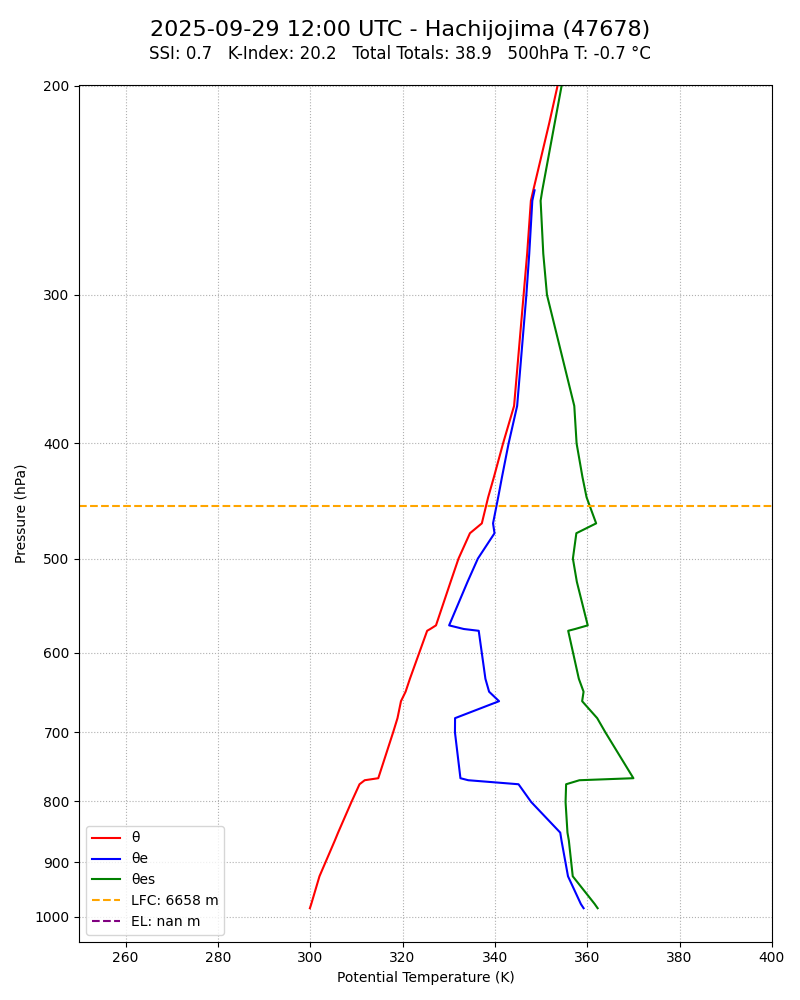 2025-09-29 12:00 UTC - Hachijojima (47678)
SSI: 0.7   K-Index: 20.2   Total Totals: 38.9   500hPa T: -0.7 °C
200
300
400
500
600
700
800
900
1000
Pressure (hPa)
θ
θe
θes
LFC: 6658 m
EL: nan m
260
280
300
320
340
360
380
400
Potential Temperature (K)